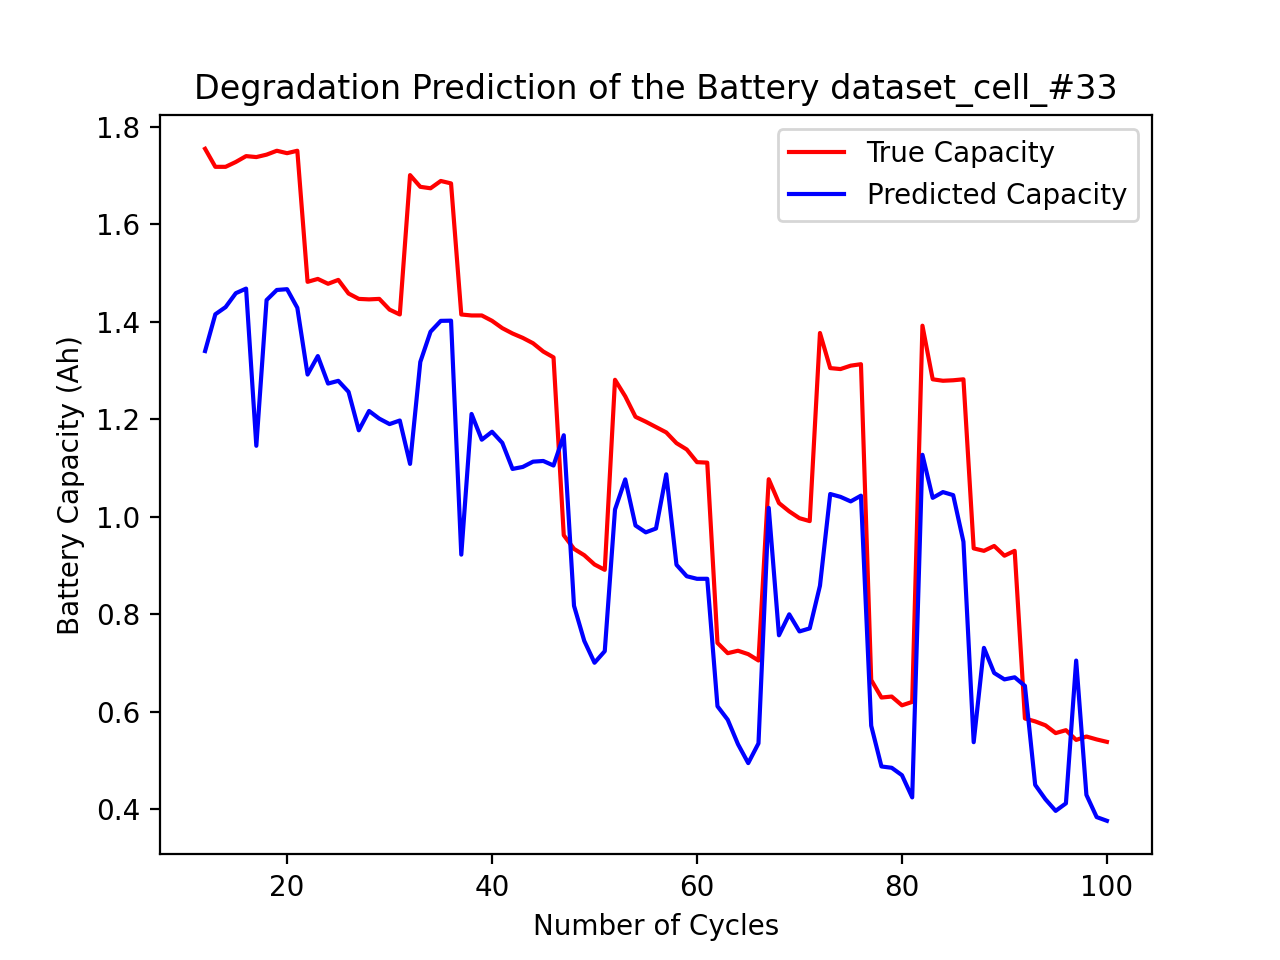 Degradation Prediction of the Battery dataset_cell_#33
True Capacity
Predicted Capacity
1.8
1.6
1.4
1.2
1.0
0.8
0.6
0.4
Battery Capacity (Ah)
20 40 60 80 100
Number of Cycles